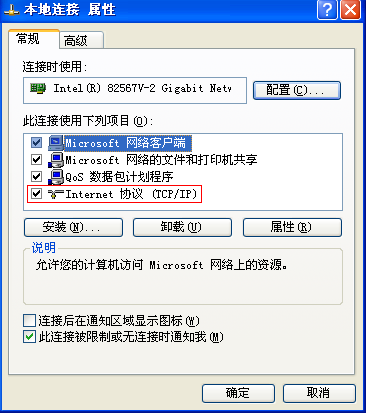 本地连接 属性
常规
高级
连接时使用:
Intel(R) 82567V-2 Gigabit Netw
配置(C)...
此连接使用下列项目(O):
Microsoft 网络客户端
Microsoft 网络的文件和打印机共享
QoS 数据包计划程序
Internet 协议 (TCP/IP)
安装(N)...
卸载(U)
属性(R)
说明
允许您的计算机访问 Microsoft 网络上的资源。
连接后在通知区域显示图标(W)
此连接被限制或无连接时通知我(M)
确定
取消